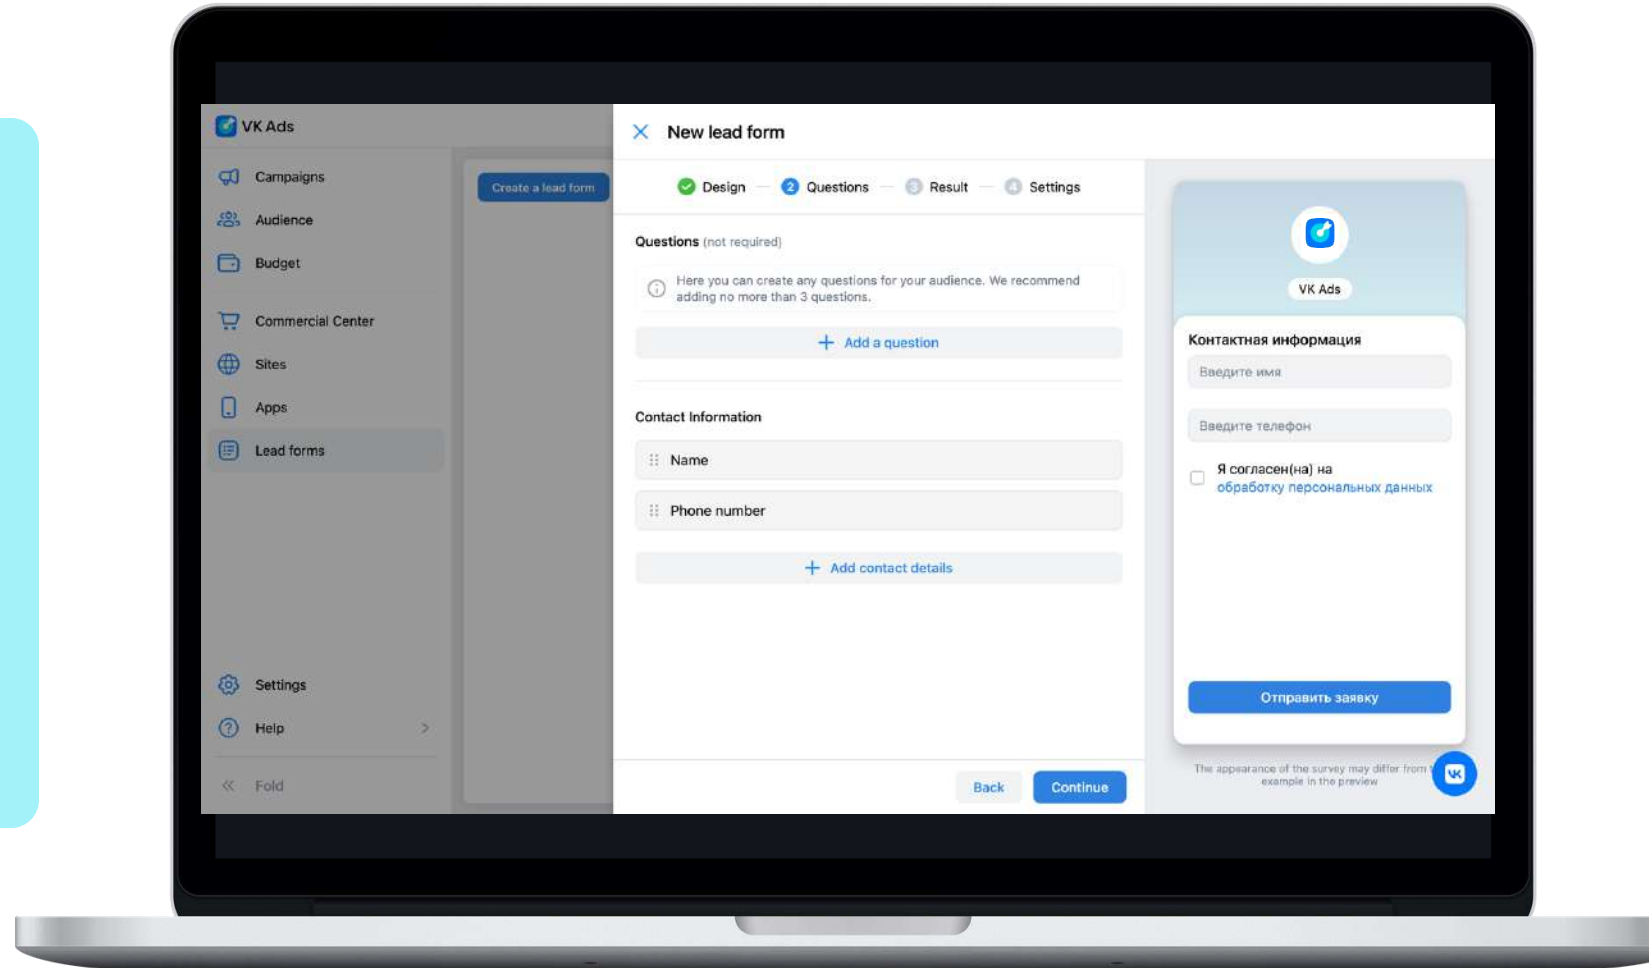 VK Ads
Campaigns
Audience
Budget
Commercial Center
Sites
Apps
Lead forms
Settings
Help
Fold
Create a lead form
New lead form
Design
2 Questions
3 Result
4 Settings
Questions (not required)
Here you can create any questions for your audience. We recommend
adding no more than 3 questions.
Add a question
Contact Information
Name
Phone number
Add contact details
Back
Continue
VK Ads
Контактная информация
Введите имя
Введите телефон
Я согласен(на) на
обработку персональных данных
Отправить заявку
The appearance of the survey may differ from
example in the preview